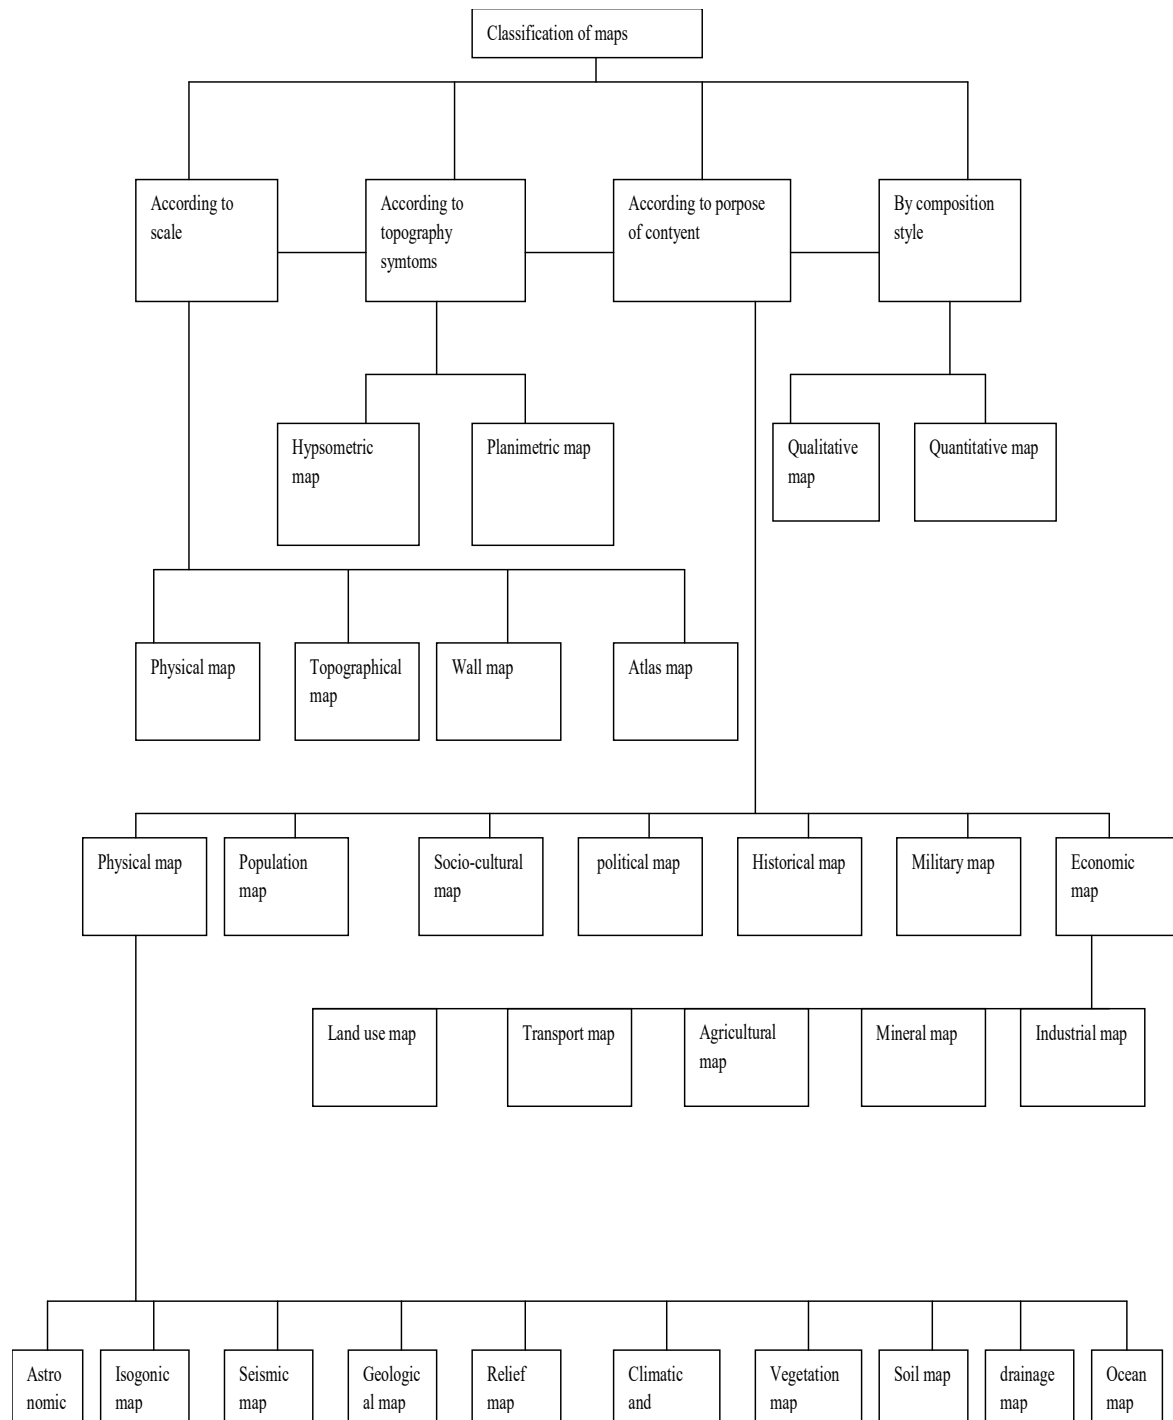 Classification of maps
According to
scale
According to
topography
symtoms
According to porpose
of contyent
By composition
style
Hypsometric
map
Planimetric map
Qualitative
map
Quantitative map
Physical map
Topographical
map
Wall map
Atlas map
Physical map
Population
map
Socio-cultural
map
political map
Historical map
Military map
Economic
map
Land use map
Transport map
Agricultural
map
Mineral map
Industrial map
Astro
nomic
Isogonic
map
Seismic
map
Geologic
al map
Relief
map
Climatic
and
Vegetation
map
Soil map
drainage
map
Ocean
map